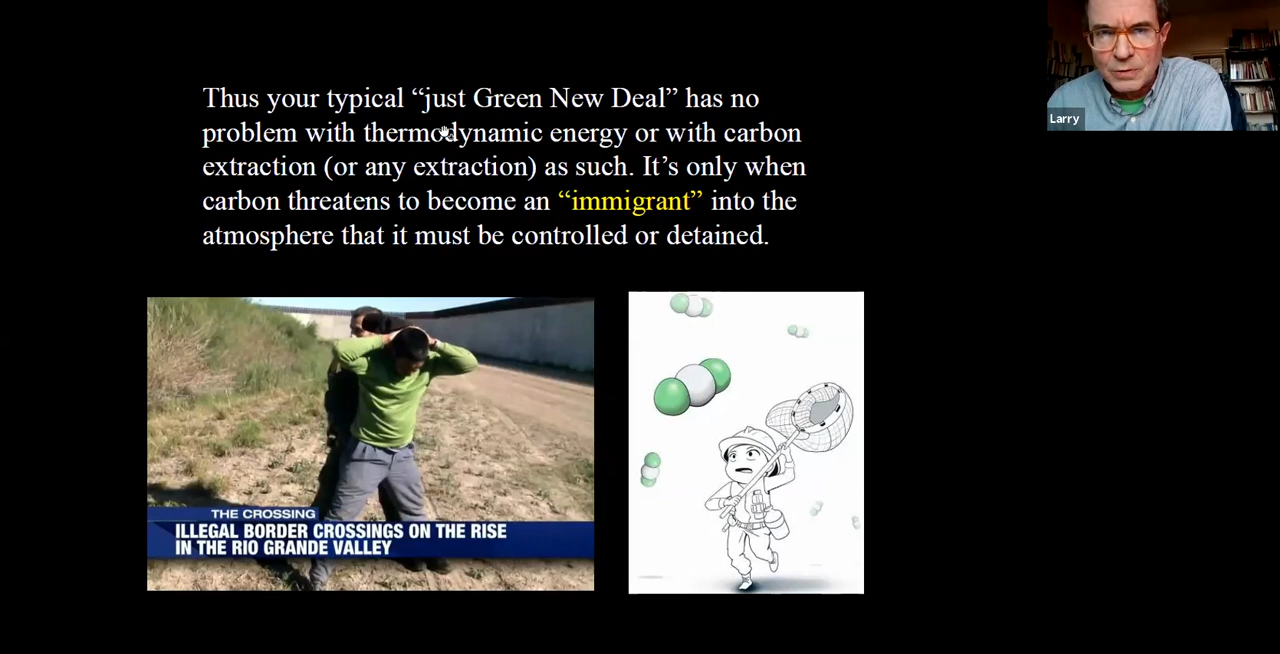 Thus your typical “just Green New Deal” has no
problem with thermodynamic energy or with carbon
extraction (or any extraction) as such. It’s only when
carbon threatens to become an “immigrant” into the
atmosphere that it must be controlled or detained.
Larry
THE CROSSING
ILLEGAL BORDER CROSSINGS ON THE RISE
IN THE RIO GRANDE VALLEY